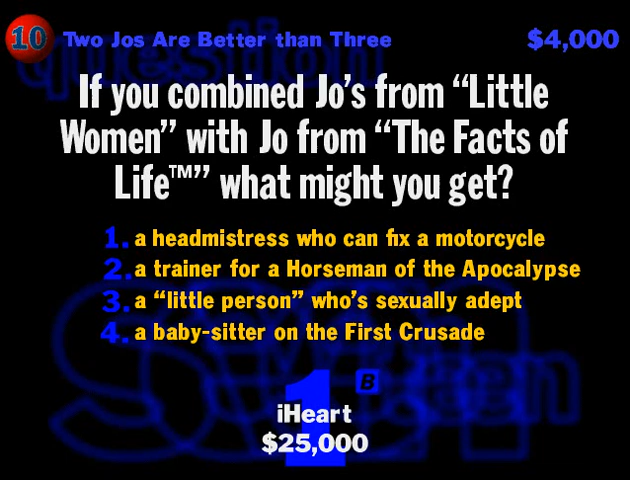 10 Two Jos Are Better than Three $4,000
If you combined Jo's from “Little
Women” with Jo from “The Facts of
Life™” what might you get?
1. a headmistress who can fix a motorcycle
2. a trainer for a Horseman of the Apocalypse
3. a “little person” who's sexually adept
4. a baby-sitter on the First Crusade
1 B
iHeart
$25,000